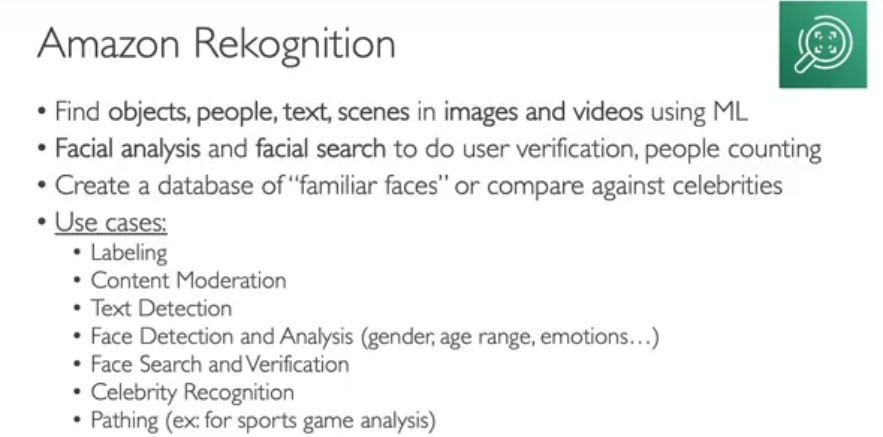 Amazon Rekognition
• Find objects, people, text, scenes in images and videos using ML
• Facial analysis and facial search to do user verification, people counting
• Create a database of “familiar faces” or compare against celebrities
• Use cases:
• Labeling
• Content Moderation
• Text Detection
• Face Detection and Analysis (gender, age range, emotions…)
• Face Search and Verification
• Celebrity Recognition
• Pathing (ex: for sports game analysis)